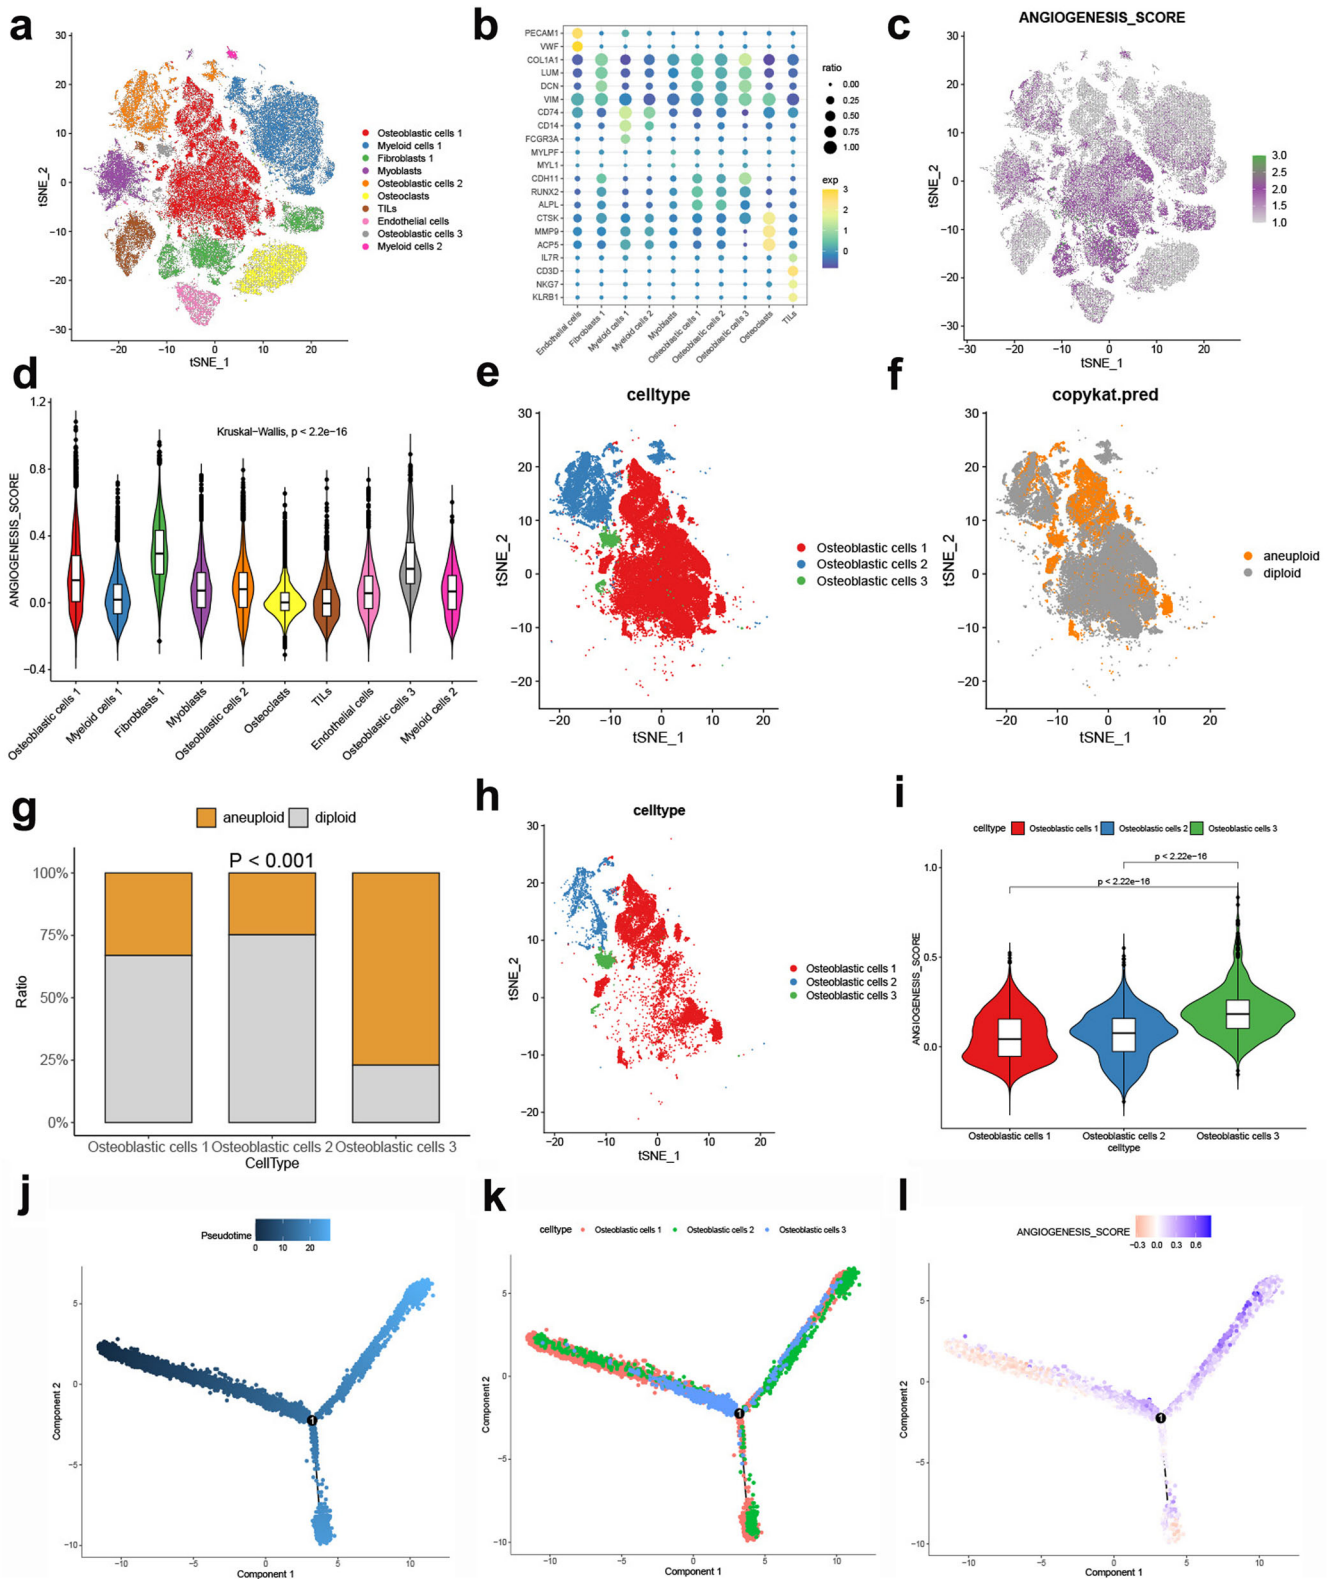 a
30
20
10
0
−10
−20
−30
tSNE_2
−20
−10
0
10
20
tSNE_1
Osteoblastic cells 1
Myeloid cells 1
Fibroblasts 1
Myoblasts
Osteoblastic cells 2
Osteoclasts
TILs
Endothelial cells
Osteoblastic cells 3
Myeloid cells 2
b
PECAM1
VWF
COL1A1
LUM
DCN
VIM
CD74
CD14
FCGR3A
MYLPF
MYL1
CDH11
RUNX2
ALPL
CTSK
MMP9
ACP5
IL7R
CD3D
NKG7
KLRB1
Endothelial cells
Fibroblasts 1
Myeloid cells 1
Myeloid cells 2
Myoblasts
Osteoblastic cells 1
Osteoblastic cells 2
Osteoblastic cells 3
Osteoclasts
TILs
ratio
0.00
0.25
0.50
0.75
1.00
exp
3
2
1
0
c
ANGIOGENESIS_SCORE
30
20
10
0
−10
−20
−30
tSNE_2
−30
−20
−10
0
10
20
tSNE_1
3.0
2.5
2.0
1.5
1.0
d
1.2
0.8
0.4
0.0
−0.4
ANGIOGENESIS_SCORE
Kruskal−Wallis, p < 2.2e−16
Osteoblastic cells 1
Myeloid cells 1
Fibroblasts 1
Myoblasts
Osteoblastic cells 2
Osteoclasts
TILs
Endothelial cells
Osteoblastic cells 3
Myeloid cells 2
e
celltype
30
20
10
0
−10
−20
tSNE_2
−20
−10
0
10
20
tSNE_1
Osteoblastic cells 1
Osteoblastic cells 2
Osteoblastic cells 3
f
copykat.pred
30
20
10
0
−10
−20
tSNE_2
−20
−10
0
10
20
tSNE_1
aneuploid
diploid
g
aneuploid
diploid
P < 0.001
100%
75%
50%
25%
0%
Ratio
Osteoblastic cells 1
Osteoblastic cells 2
Osteoblastic cells 3
CellType
h
celltype
30
20
10
0
−10
−20
tSNE_2
−20
−10
0
10
20
tSNE_1
Osteoblastic cells 1
Osteoblastic cells 2
Osteoblastic cells 3
i
celltype
Osteoblastic cells 1
Osteoblastic cells 2
Osteoblastic cells 3
p < 2.22e−16
p < 2.22e−16
1.0
0.5
0.0
ANGIOGENESIS_SCORE
Osteoblastic cells 1
Osteoblastic cells 2
Osteoblastic cells 3
celltype
j
Pseudotime
0
10
20
5
0
−5
−10
Component 2
−10
−5
0
5
10
Component 1
1
k
celltype
Osteoblastic cells 1
Osteoblastic cells 2
Osteoblastic cells 3
5
0
−5
−10
Component 2
−10
−5
0
5
10
Component 1
1
l
ANGIOGENESIS_SCORE
−0.3
0.0
0.3
0.6
5
0
−5
−10
Component 2
−10
−5
0
5
10
Component 1
1